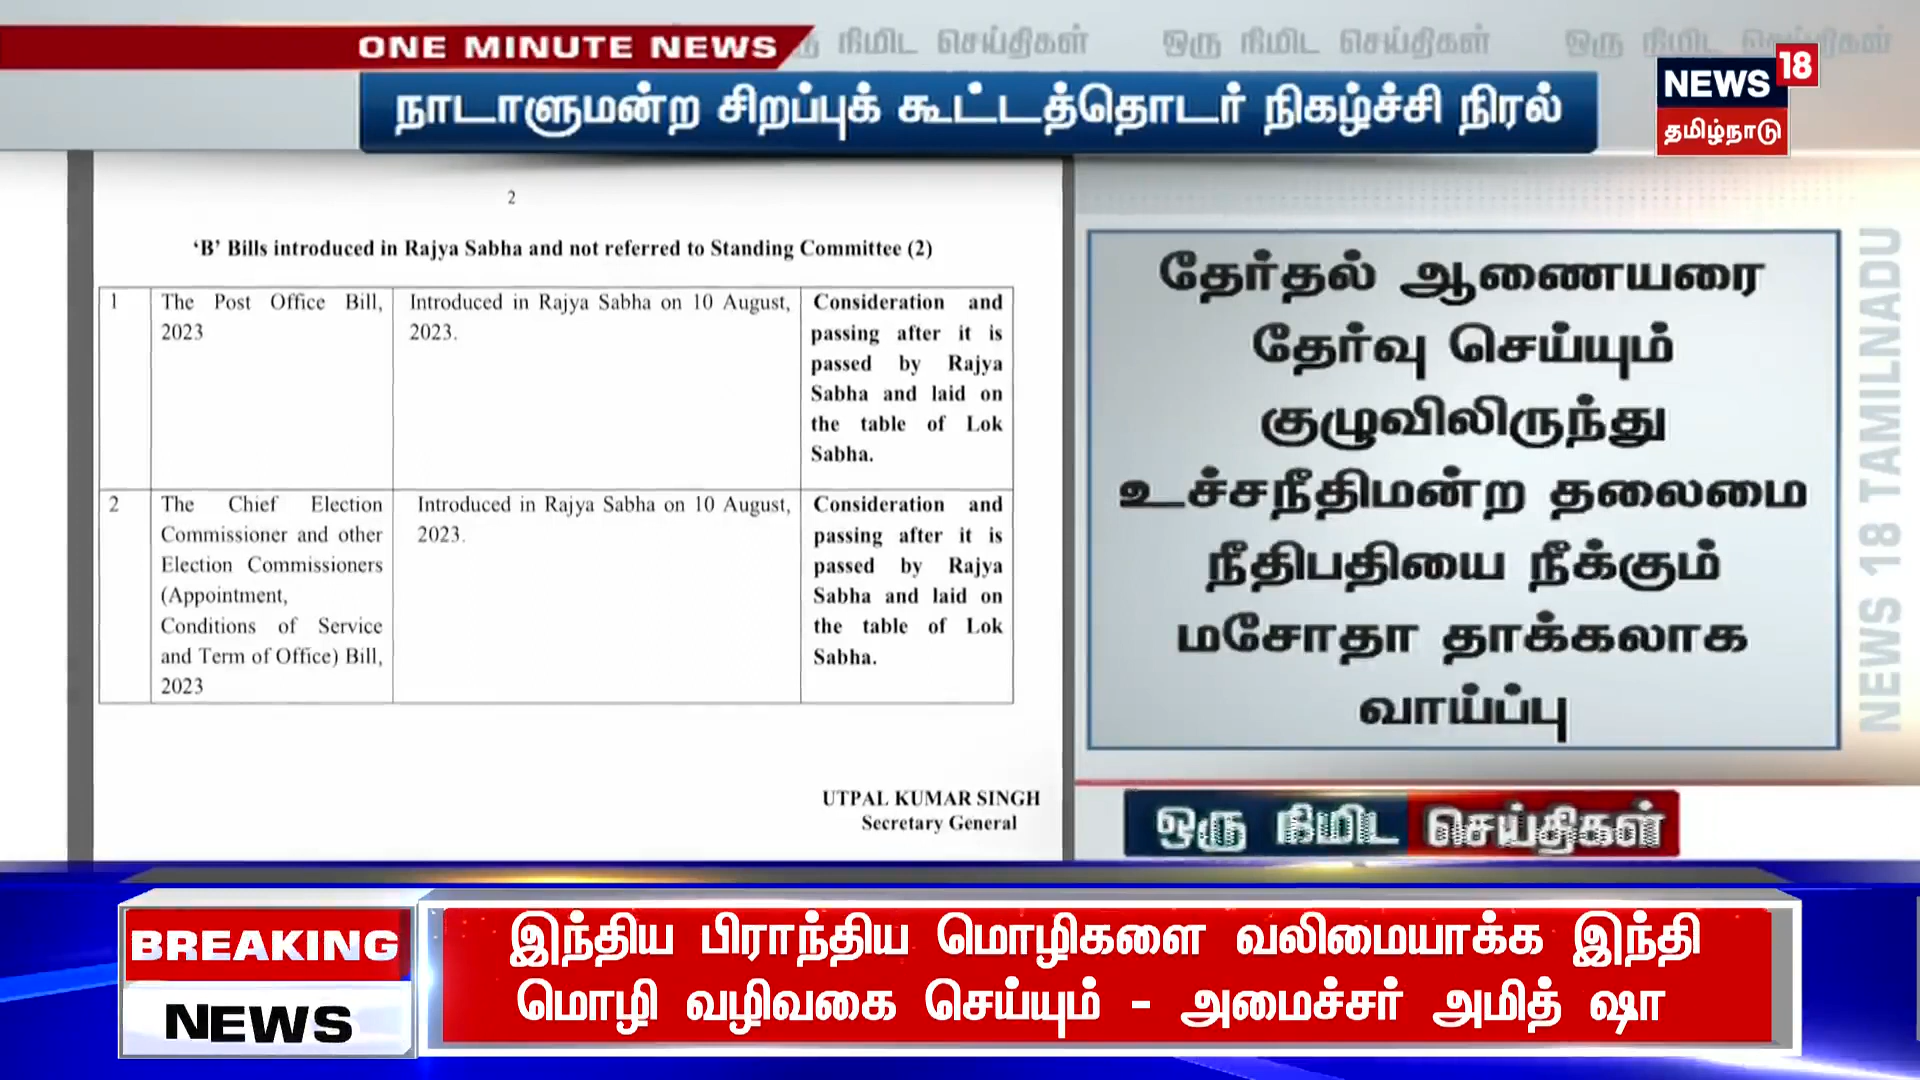 ONE MINUTE NEWS
நிமிட செய்திகள் ஒரு நிமிட செய்திகள் ஒரு நிமிட செய்திகள்
நாடாளுமன்ற சிறப்புக் கூட்டத்தொடர் நிகழ்ச்சி நிரல்
NEWS 18
தமிழ்நாடு
2
‘B’ Bills introduced in Rajya Sabha and not referred to Standing Committee (2)
1 The Post Office Bill, Introduced in Rajya Sabha on 10 August, Consideration and
2023 2023. passing after it is
passed by Rajya
Sabha and laid on
the table of Lok
Sabha.
2 The Chief Election Introduced in Rajya Sabha on 10 August, Consideration and
Commissioner and other 2023. passing after it is
Election Commissioners passed by Rajya
(Appointment, Sabha and laid on
Conditions of Service the table of Lok
and Term of Office) Bill, Sabha.
2023
UTPAL KUMAR SINGH
Secretary General
தேர்தல் ஆணையரை
தேர்வு செய்யும்
குழுவிலிருந்து
உச்சநீதிமன்ற தலைமை
நீதிபதியை நீக்கும்
மசோதா தாக்கலாக
வாய்ப்பு
NEWS 18 TAMILNADU
ஒரு நிமிட செய்திகள்
BREAKING
NEWS
இந்திய பிராந்திய மொழிகளை வலிமையாக்க இந்தி
மொழி வழிவகை செய்யும் - அமைச்சர் அமித் ஷா